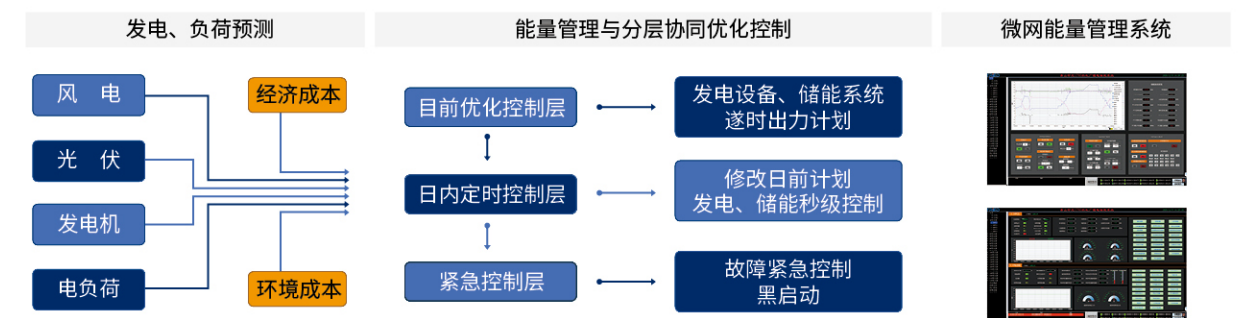 发电、负荷预测
能量管理与分层协同优化控制
微网能量管理系统
风 电
光 伏
发电机
电负荷
经济成本
环境成本
目前优化控制层
日内定时控制层
紧急控制层
发电设备、储能系统
遂时出力计划
修改日前计划
发电、储能秒级控制
故障紧急控制
黑启动